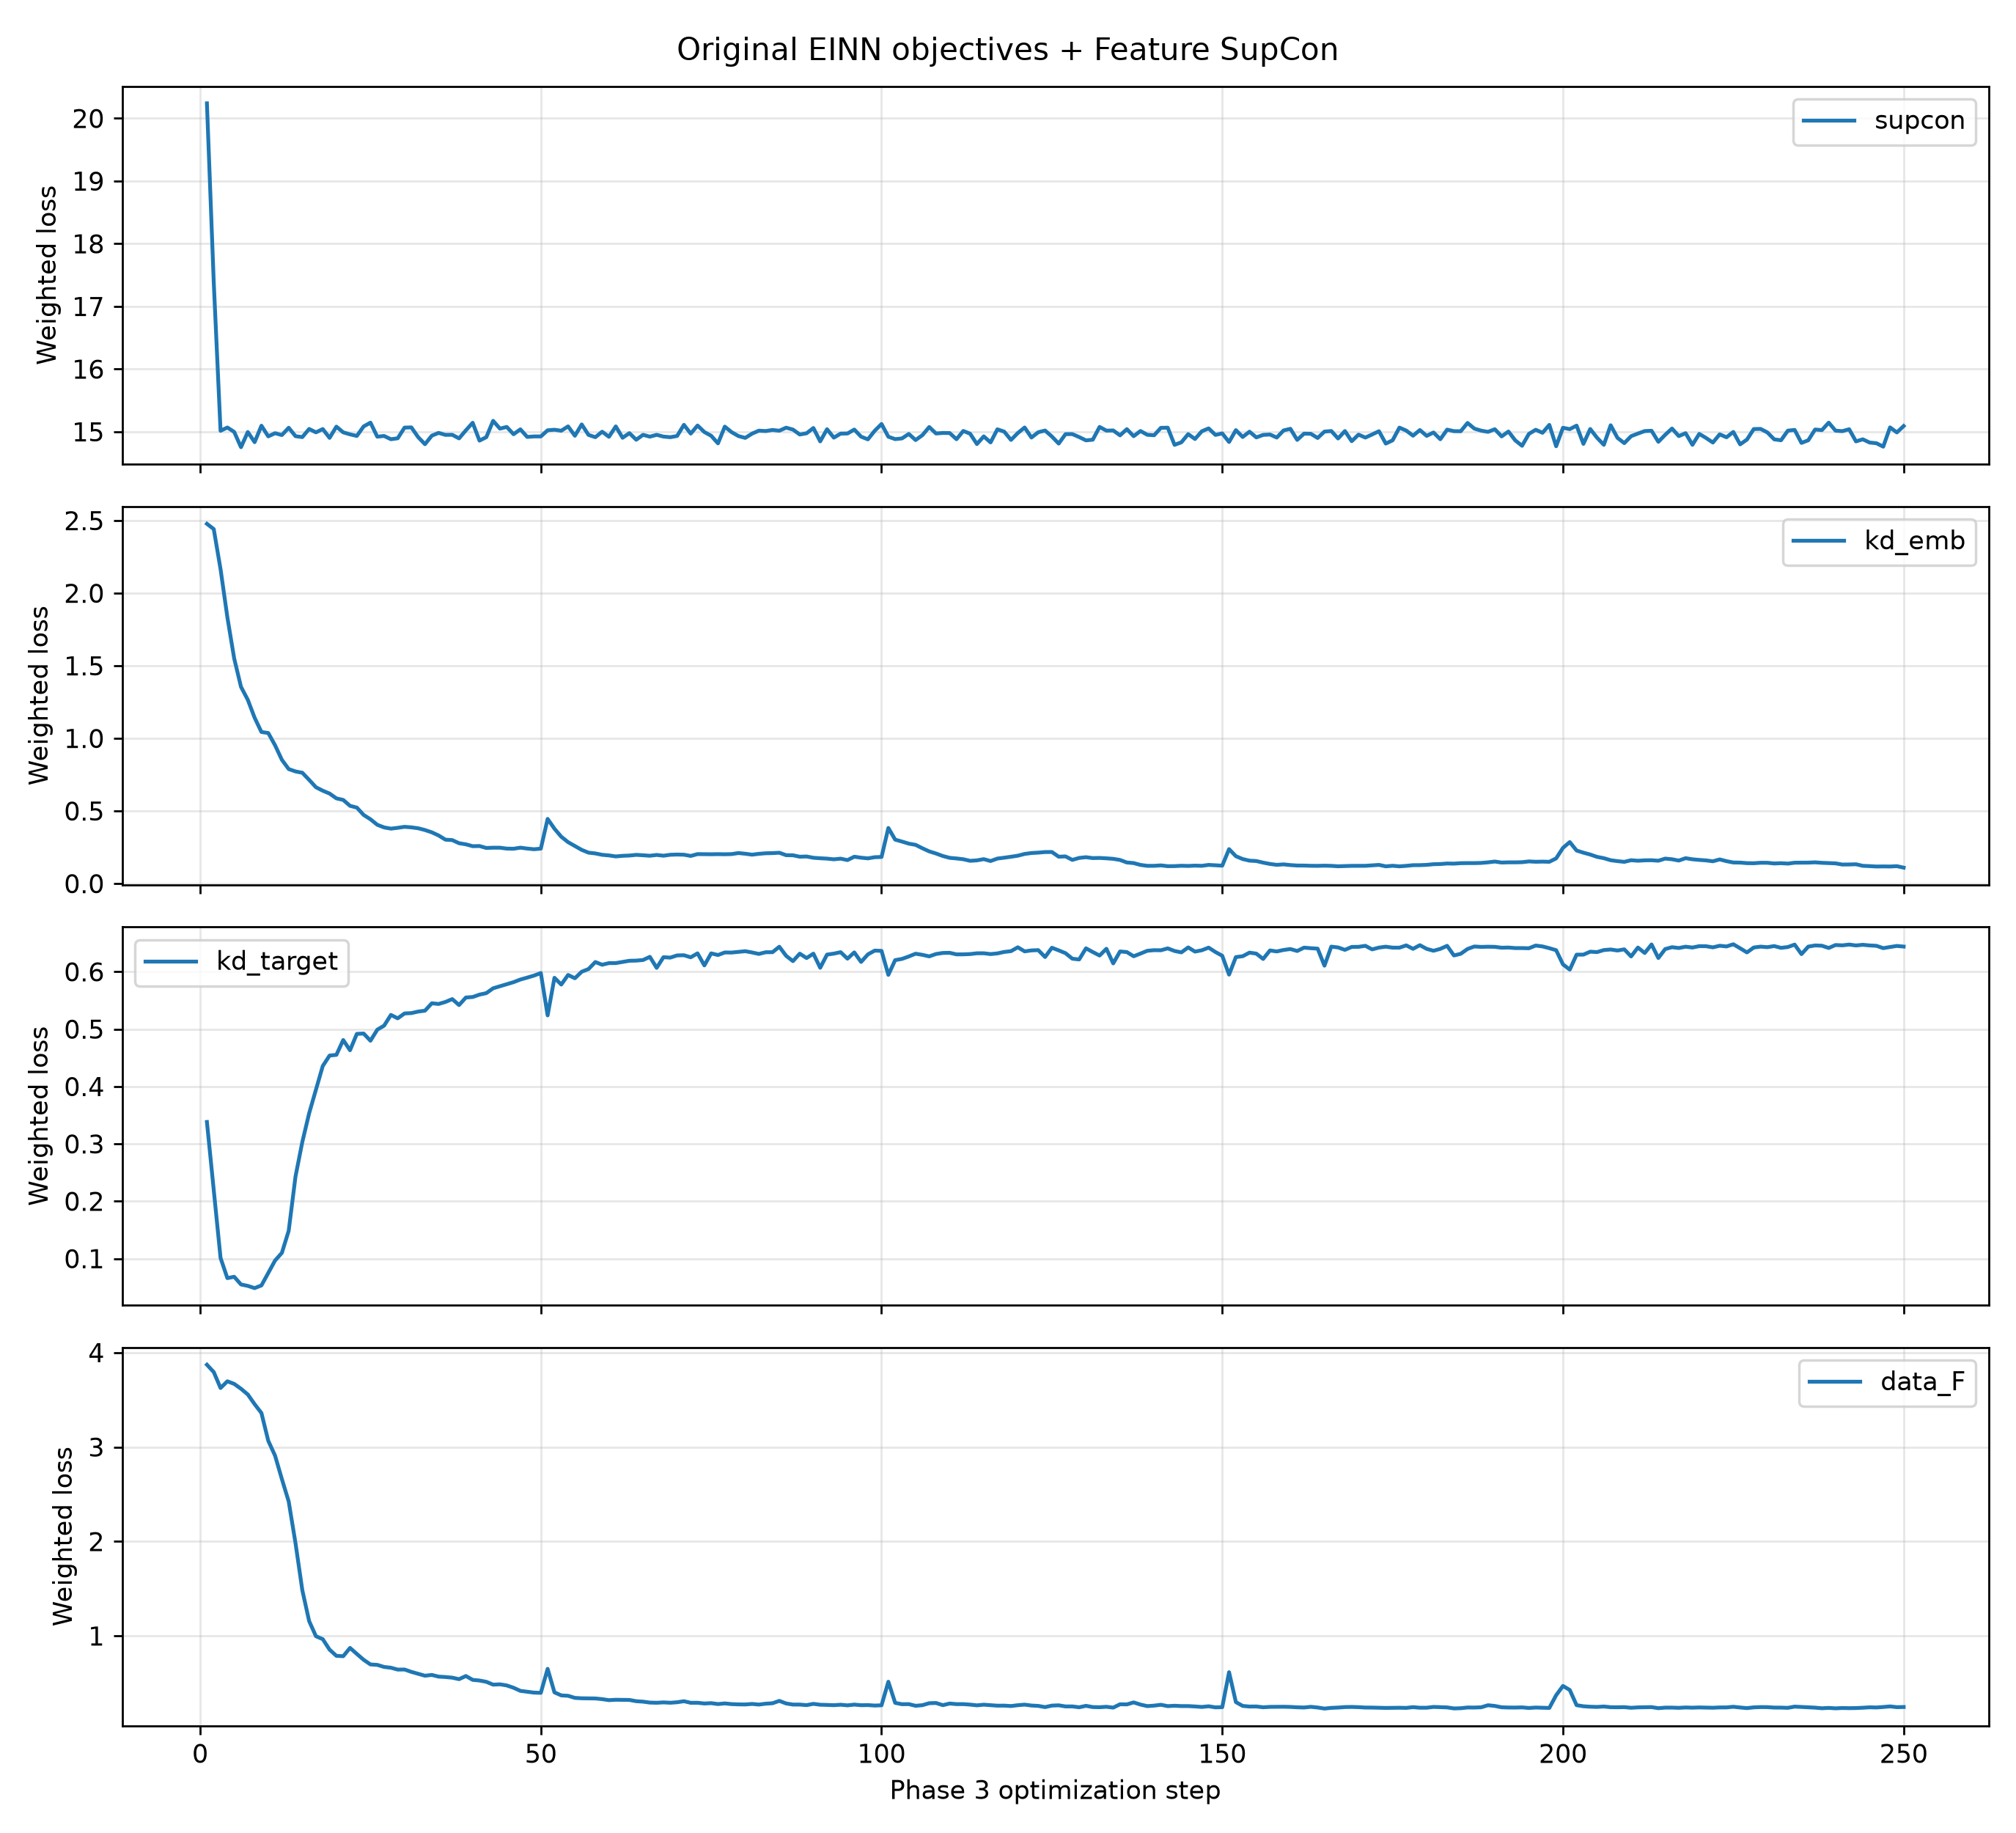 Original EINN objectives + Feature SupCon
Weighted loss
20
19
18
17
16
15
supcon
Weighted loss
2.5
2.0
1.5
1.0
0.5
0.0
kd_emb
Weighted loss
0.6
0.5
0.4
0.3
0.2
0.1
kd_target
Weighted loss
4
3
2
1
data_F
0 50 100 150 200 250
Phase 3 optimization step